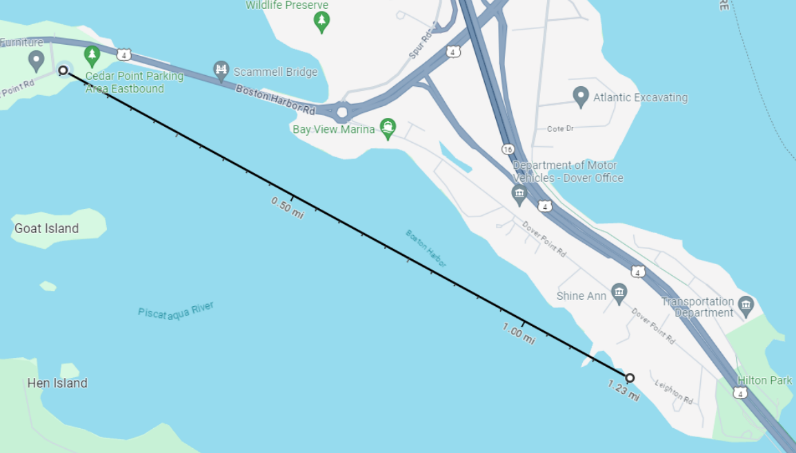 Wildlife Preserve
RE
Furniture
4
Spur Rd
4
Cedar Point Parking
Area Eastbound
Scammell Bridge
Point Rd
Boston Harbor Rd
Atlantic Excavating
Bay View Marina
Cote Dr
16
Department of Motor
Vehicles - Dover Office
0.50 mi
4
Goat Island
Dover Point Rd
Boston Harbor
4
Shine Ann
Transportation
Department
Piscataqua River
Dover Point Rd
1.00 mi
Hen Island
1.23 mi
Leighton Rd
Hilton Park
4